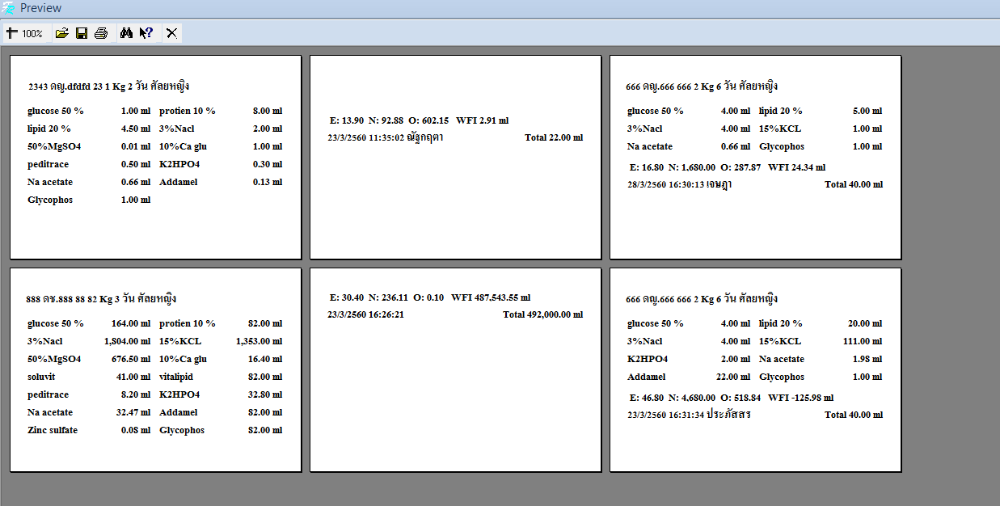 Preview
100%
2343 ดญ.dfdfd 23 1 Kg 2 วัน ศัลยหญิง
glucose 50 % 1.00 ml protien 10 % 8.00 ml
lipid 20 % 4.50 ml 3%Nacl 2.00 ml
50%MgSO4 0.01 ml 10%Ca glu 1.00 ml
peditrace 0.50 ml K2HPO4 0.30 ml
Na acetate 0.66 ml Addamel 0.13 ml
Glycophos 1.00 ml
E: 13.90 N: 92.88 O: 602.15 WFI 2.91 ml
23/3/2560 11:35:02 ณัฐกฤตา Total 22.00 ml
666 ดญ.666 666 2 Kg 6 วัน ศัลยหญิง
glucose 50 % 4.00 ml lipid 20 % 5.00 ml
3%Nacl 4.00 ml 15%KCL 1.00 ml
Na acetate 0.66 ml Glycophos 1.00 ml
E: 16.80 N: 1,680.00 O: 287.87 WFI 24.34 ml
28/3/2560 16:30:13 เจษฎา Total 40.00 ml
888 ดช.888 88 82 Kg 3 วัน ศัลยหญิง
glucose 50 % 164.00 ml protien 10 % 82.00 ml
3%Nacl 1,804.00 ml 15%KCL 1,353.00 ml
50%MgSO4 676.50 ml 10%Ca glu 16.40 ml
soluvit 41.00 ml vitalipid 82.00 ml
peditrace 8.20 ml K2HPO4 32.80 ml
Na acetate 32.47 ml Addamel 82.00 ml
Zinc sulfate 0.08 ml Glycophos 82.00 ml
E: 30.40 N: 236.11 O: 0.10 WFI 487,543.55 ml
23/3/2560 16:26:21 Total 492,000.00 ml
666 ดญ.666 666 2 Kg 6 วัน ศัลยหญิง
glucose 50 % 4.00 ml lipid 20 % 20.00 ml
3%Nacl 4.00 ml 15%KCL 111.00 ml
K2HPO4 2.00 ml Na acetate 1.98 ml
Addamel 22.00 ml Glycophos 1.00 ml
E: 46.80 N: 4,680.00 O: 518.84 WFI -125.98 ml
23/3/2560 16:31:34 ประภัสสร Total 40.00 ml